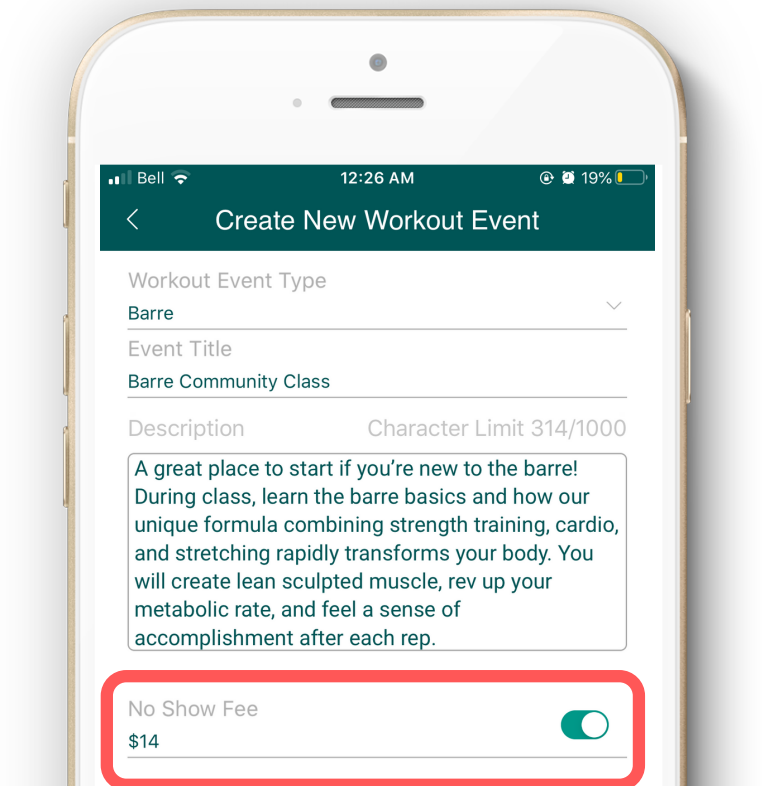 Bell 12:26 AM 19%
Create New Workout Event
Workout Event Type
Barre
Event Title
Barre Community Class
Description Character Limit 314/1000
A great place to start if you’re new to the barre!
During class, learn the barre basics and how our
unique formula combining strength training, cardio,
and stretching rapidly transforms your body. You
will create lean sculpted muscle, rev up your
metabolic rate, and feel a sense of
accomplishment after each rep.
No Show Fee
$14